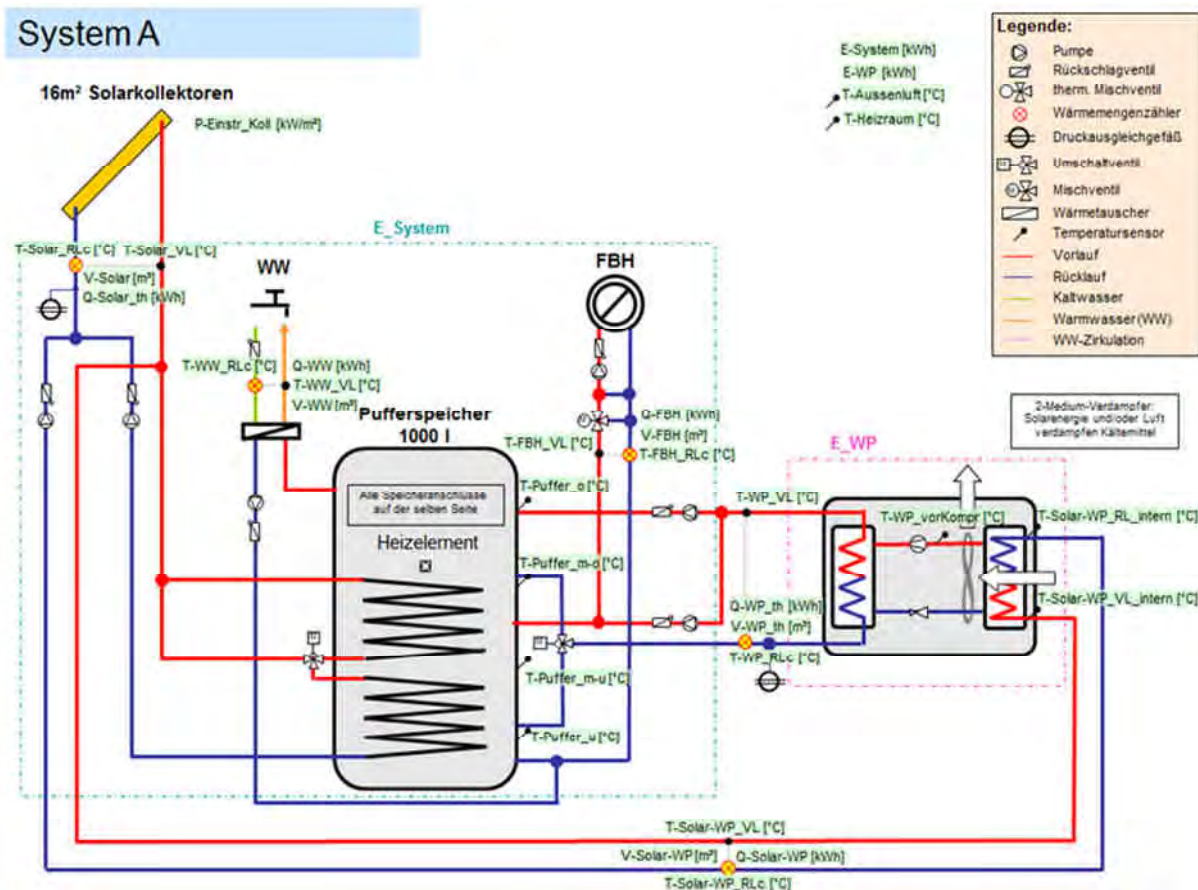 System A
16m² Solarkollektoren
P-Einstr_Koll [kW/m²]
E-System [kWh]
E-WP [kWh]
T-Aussenluft [°C]
T-Heizraum [°C]
Legende:
Pumpe
Rückschlagventil
therm. Mischventil
Wärmemengenzähler
Druckausgleichgefäß
Umschaltventil
Mischventil
Wärmetauscher
Temperatursensor
Vorlauf
Rücklauf
Kaltwasser
Warmwasser (WW)
WW-Zirkulation
2-Medium-Verdampfer:
Solarenergie und/oder Luft
verdampfen Kältemittel
E_System
T-Solar_RLc [°C]
T-Solar_VL [°C]
V-Solar [m³]
Q-Solar_th [kWh]
WW
FBH
T-WW_RLc [°C]
Q-WW [kWh]
T-WW_VL [°C]
V-WW [m³]
Pufferspeicher
1000 l
Q-FBH [kWh]
V-FBH [m³]
T-FBH_VL [°C]
T-FBH_RLc [°C]
E_WP
T-Puffer_o [°C]
Alle Speicheranschlüsse
auf der selben Seite
Heizelement
T-Puffer_m-o [°C]
T-Puffer_m-u [°C]
T-Puffer_u [°C]
T-WP_VL [°C]
T-WP_vorKompr [°C]
T-Solar-WP_RL_intern [°C]
T-Solar-WP_VL_intern [°C]
Q-WP_th [kWh]
V-WP_th [m³]
T-WP_RLc [°C]
T-Solar-WP_VL [°C]
V-Solar-WP [m³]
Q-Solar-WP [kWh]
T-Solar-WP_RLc [°C]